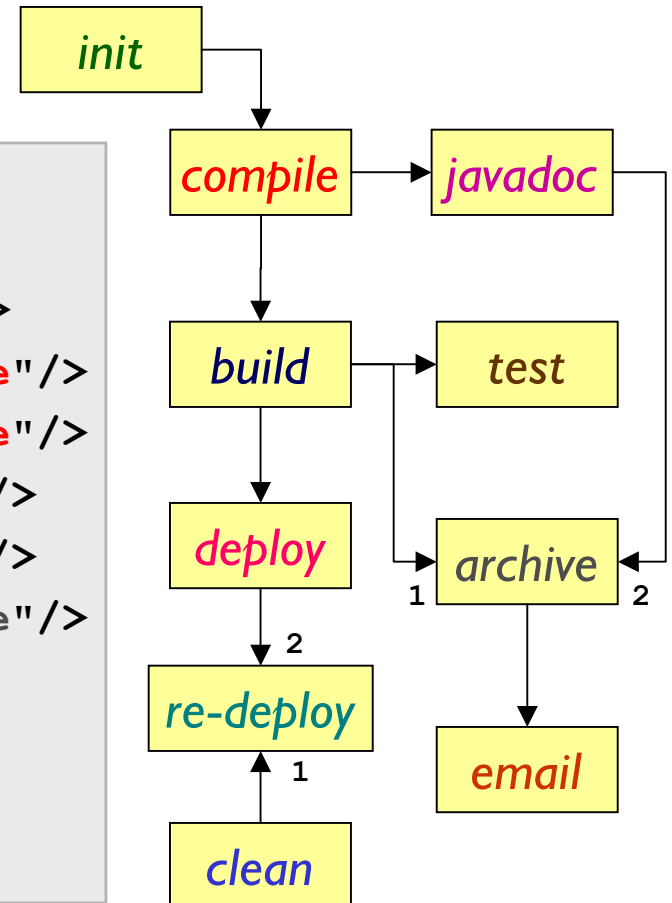 init
compile
javadoc
>
e"/>
build
test
e"/>
/>
deploy
/>
archive
1
2
e"/>
2
re-deploy
1
email
clean